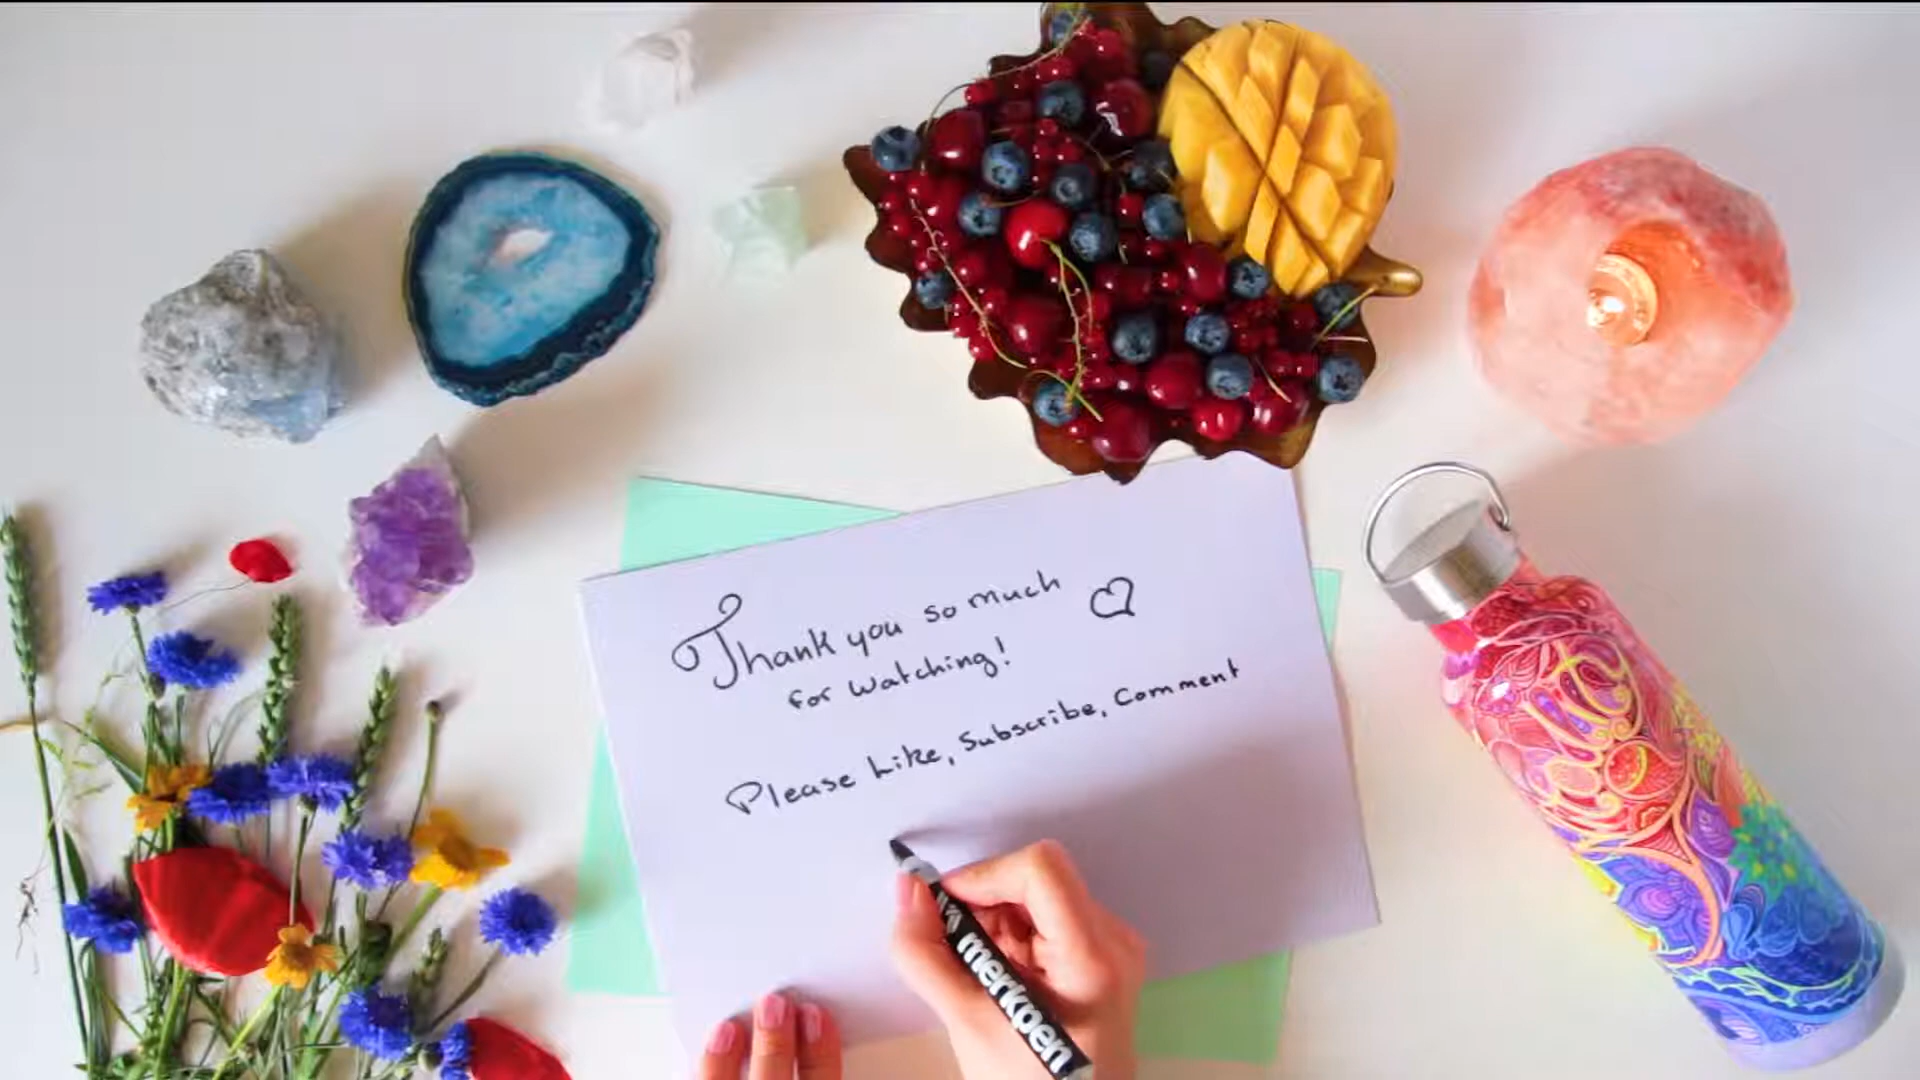 Thank you so much
for watching!
Please Like, Subscribe, Comment
merkpen